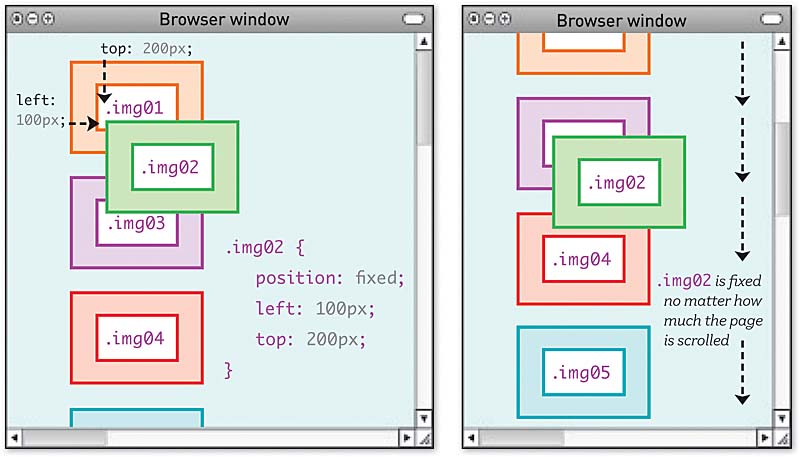 Browser window
top: 200px;
left:
100px;
.img01
.img02
.img03
.img2 {
position: fixed;
left: 100px;
top: 200px;
}
.img04
Browser window
.img02
.img04
.img02 is fixed
no matter how
much the page
is scrolled
.img05